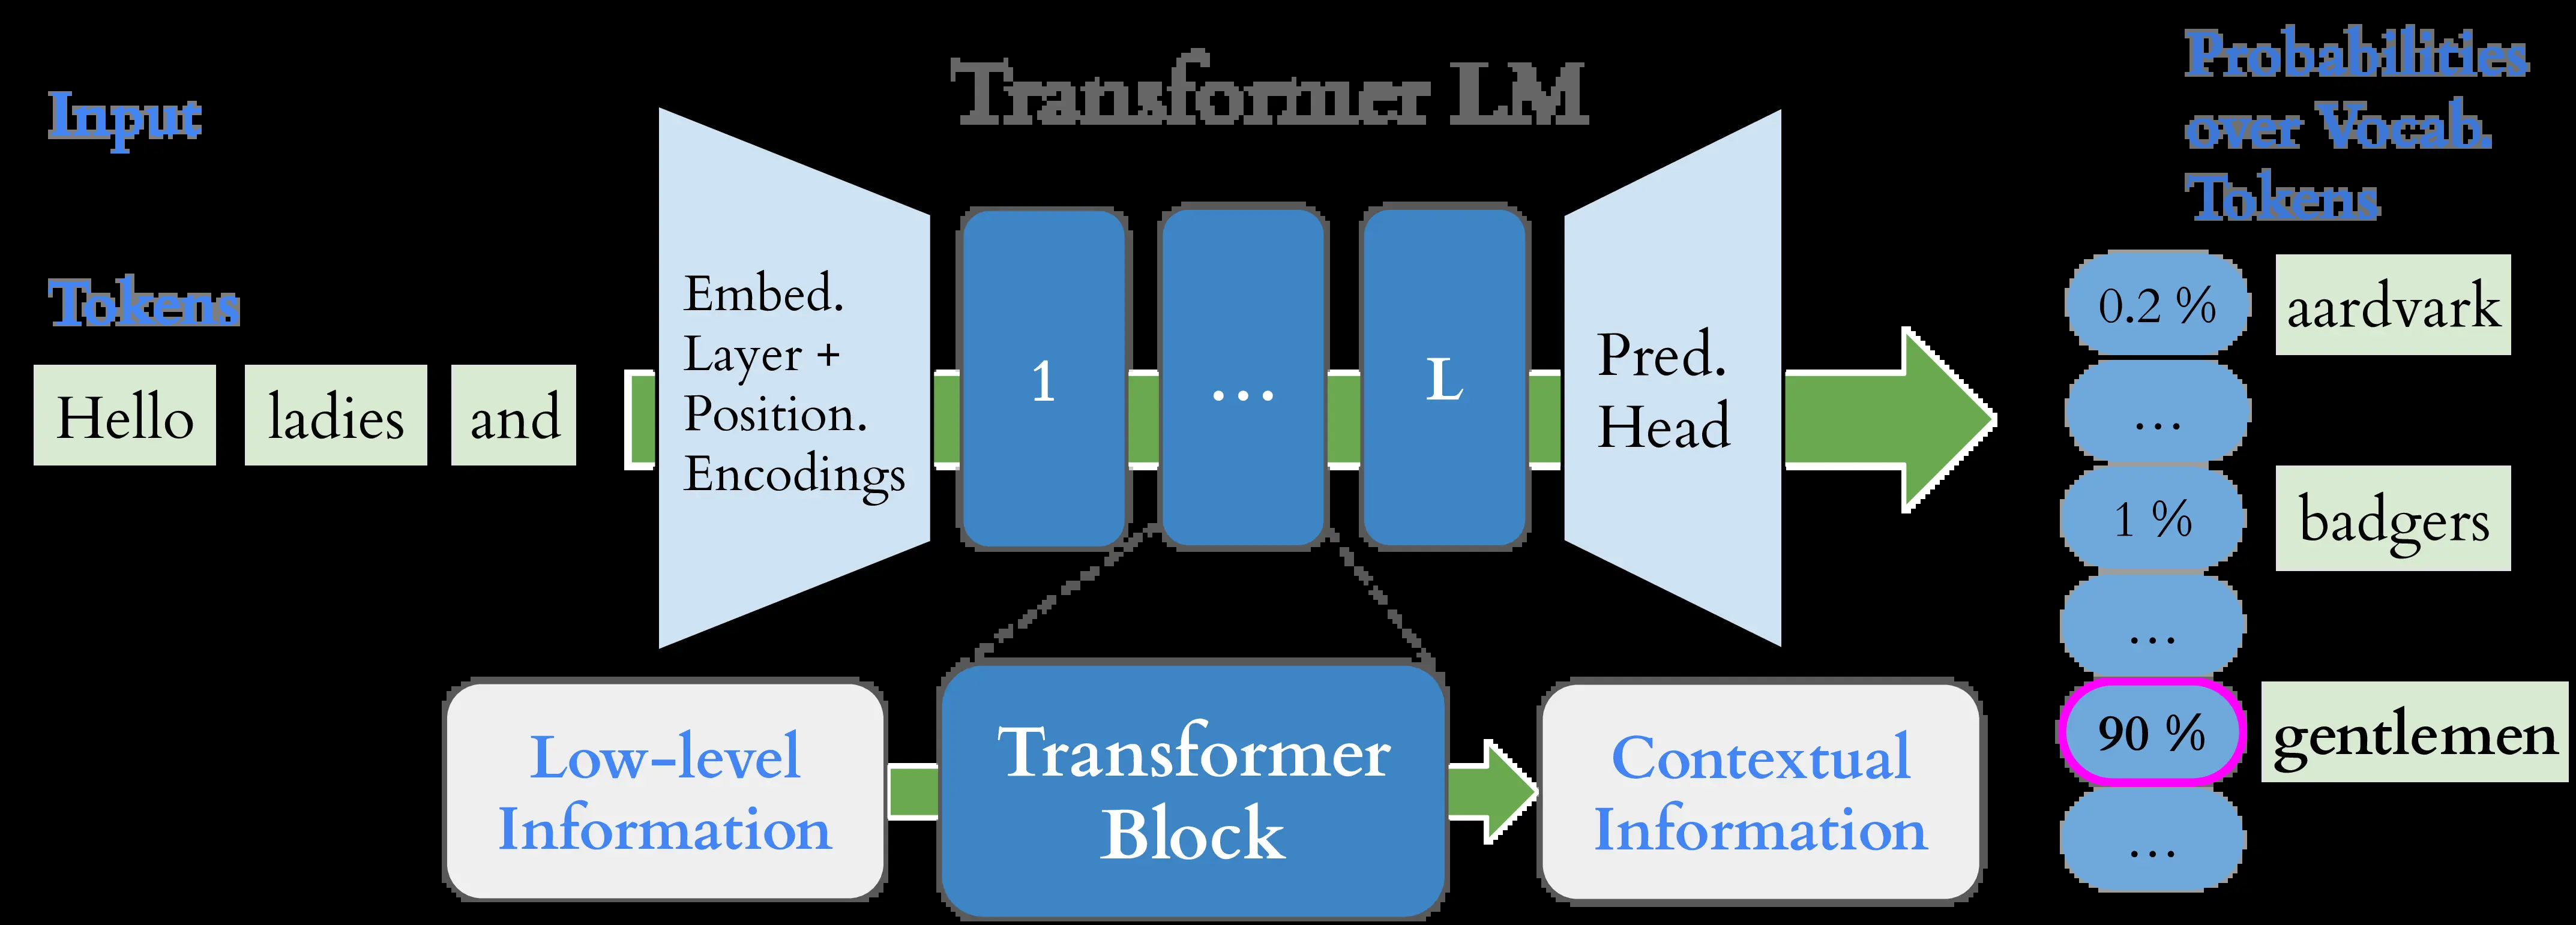 Transformer LM
Input
Tokens
Hello ladies and
Embed.
Layer +
Position.
Encodings
1
...
L
Pred.
Head
Probabilities
over Vocab.
Tokens
0.2 % aardvark
...
1 % badgers
...
90 % gentlemen
...
Low-level
Information
Transformer
Block
Contextual
Information